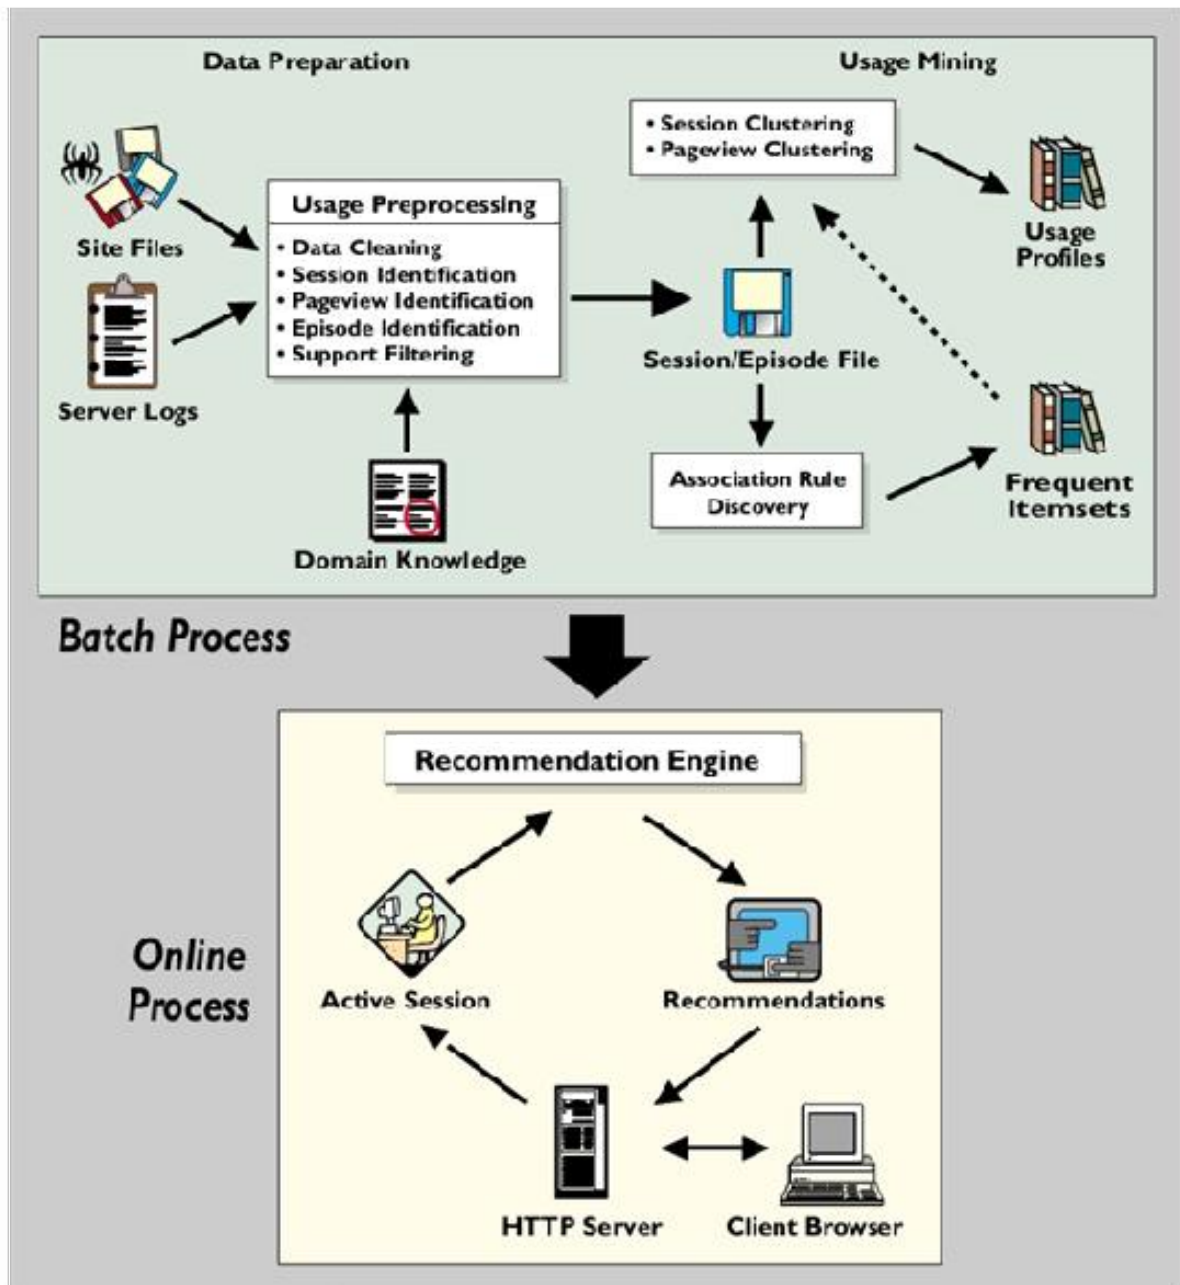 Data Preparation
Usage Mining
Site Files
Server Logs
Usage Preprocessing
• Data Cleaning
• Session Identification
• Pageview Identification
• Episode Identification
• Support Filtering
Domain Knowledge
• Session Clustering
• Pageview Clustering
Usage
Profiles
Session/Episode File
Association Rule
Discovery
Frequent
Itemsets
Batch Process
Recommendation Engine
Online
Process
Active Session
Recommendations
HTTP Server
Client Browser